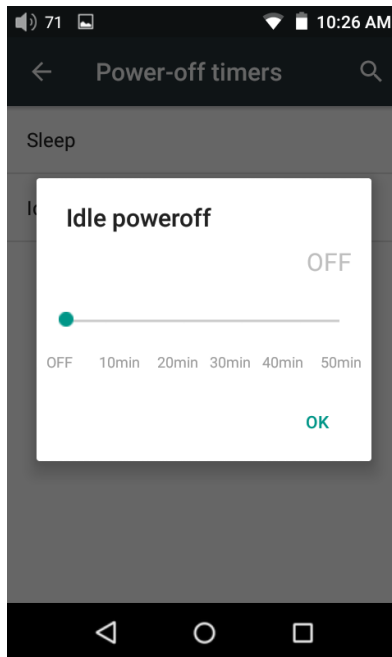 71 10:26 AM
Power-off timers
Sleep
Idle poweroff
OFF
OFF 10min 20min 30min 40min 50min
OK